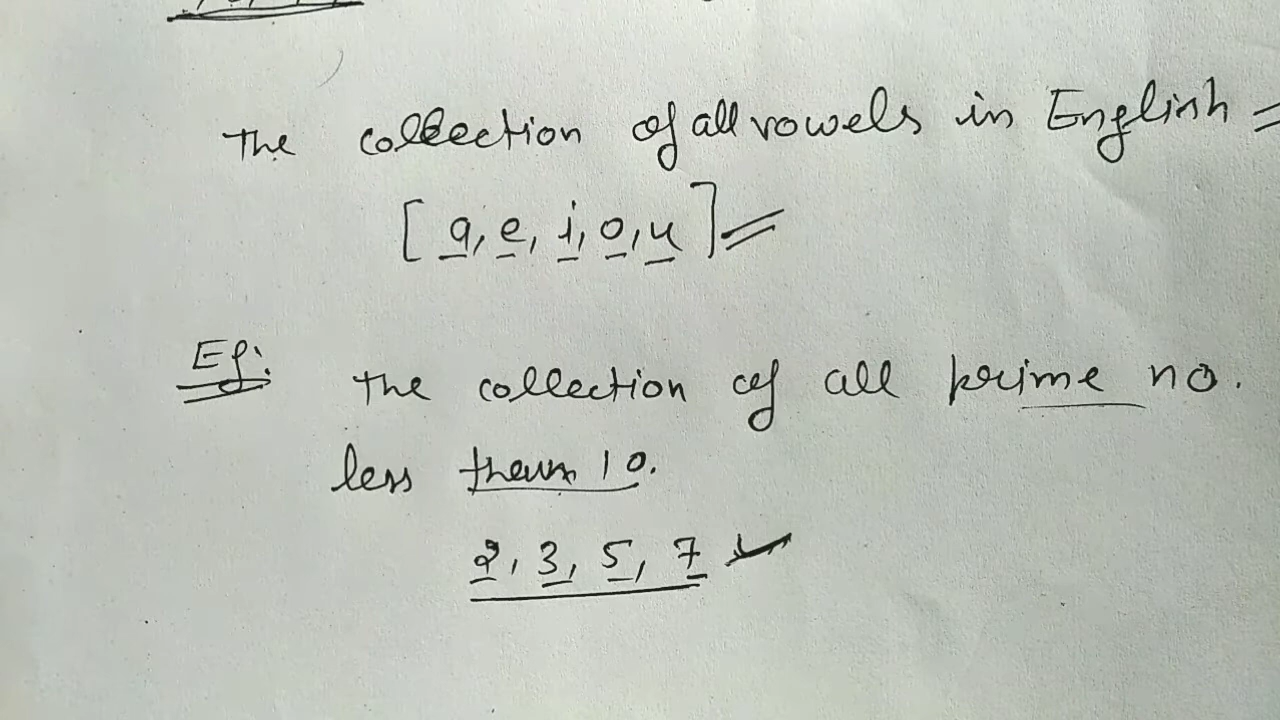 The collection of all vowels in English =
[a, e, i, o, u]
Eg: The collection of all prime no.
less than 10.
2, 3, 5, 7